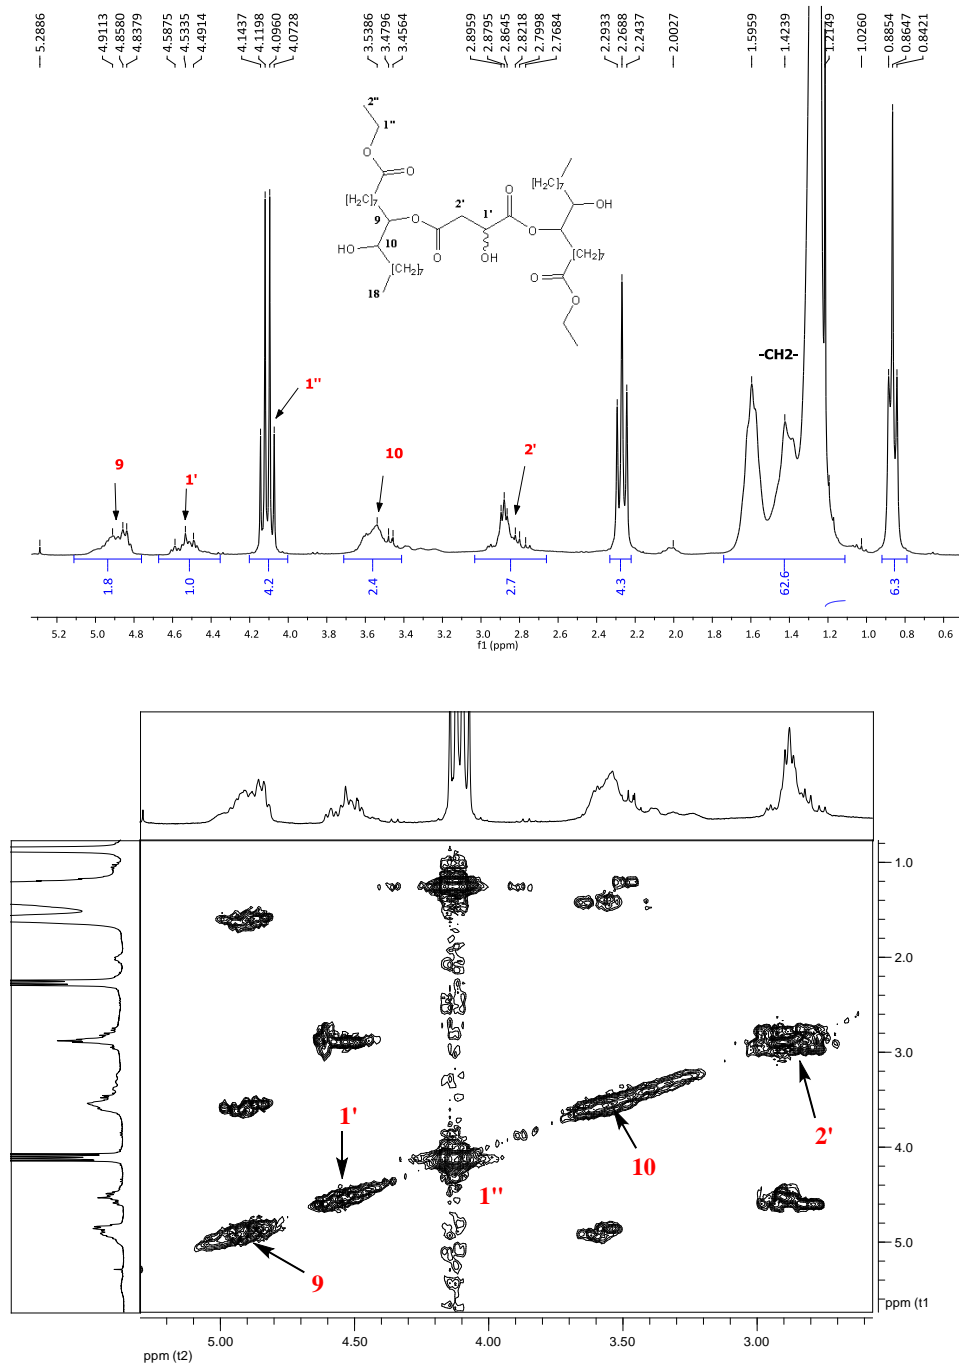 5.2886
4.9113
4.8580
4.8379
4.5875
4.5335
4.4914
4.1437
4.1198
4.0960
4.0728
3.5386
3.4796
3.4564
2.8959
2.8795
2.8645
2.8218
2.7998
2.7684
2.2933
2.2688
2.2437
2.0027
1.5959
1.4239
1.2149
1.0260
0.8854
0.8647
0.8421
2''
1''
O
O
[H2C]7
9
O
HO
10
[CH2]7
18
2'
O
1'
OH
O
O
[H2C]7
OH
[CH2]7
O
O
-CH2-
9
1'
1''
10
2'
1.8
1.0
4.2
2.4
2.7
4.3
62.6
6.3
5.2 5.0 4.8 4.6 4.4 4.2 4.0 3.8 3.6 3.4 3.2 3.0 2.8 2.6 2.4 2.2 2.0 1.8 1.6 1.4 1.2 1.0 0.8 0.6
f1 (ppm)
1.0
2.0
3.0
4.0
5.0
ppm (t1
1'
10
2'
1''
9
5.00 4.50 4.00 3.50 3.00
ppm (t2)